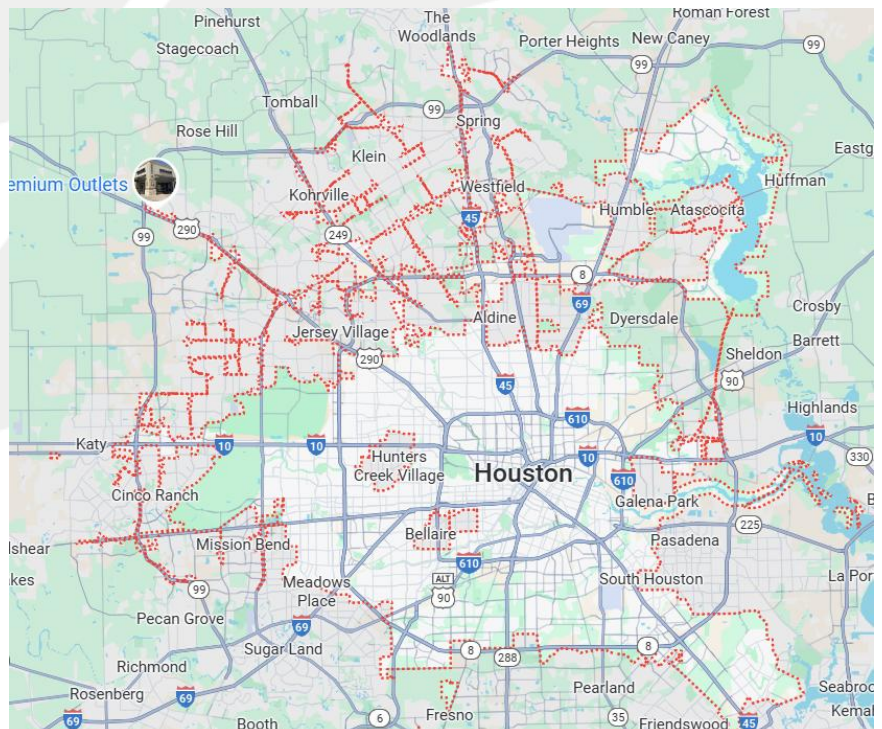 Roman Forest
The
Woodlands
Pinehurst
Stagecoach
Porter Heights
New Caney
99
99
Tomball
99
Spring
Rose Hill
Klein
Eastg
Huffman
emium Outlets
Kohrville
Westfield
Humble
Atascocita
99
290
249
45
8
69
Crosby
Jersey Village
Aldine
Dyersdale
Barrett
290
Sheldon
90
45
Highlands
610
Katy
10
10
Hunters
Creek Village
Houston
10
10
330
610
Cinco Ranch
Galena Park
225
B
Mission Bend
Bellaire
Pasadena
dshear
kes
610
ALT
90
South Houston
La Por
99
Meadows
Place
Pecan Grove
69
Sugar Land
8
288
8
Richmond
Rosenberg
69
Pearland
Seabroo
Kemah
69
Booth
6
Fresno
35
Friendswood
45